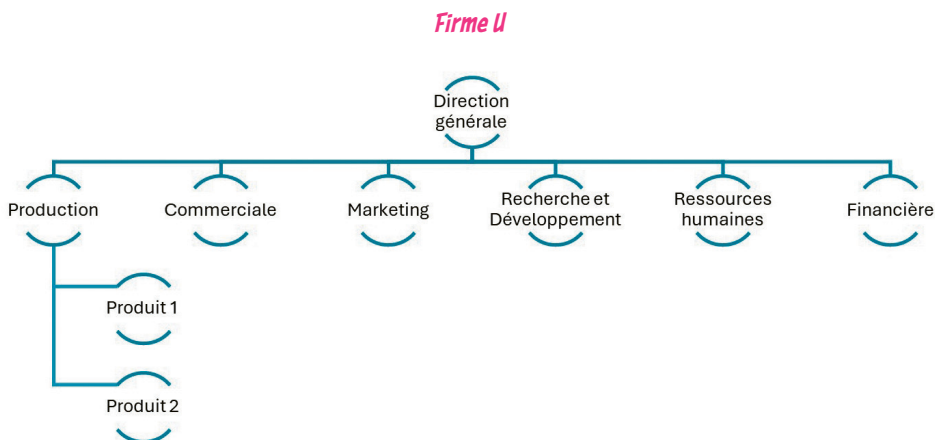 Firme U
Direction
générale
Production
Commerciale
Marketing
Recherche et
Développement
Ressources
humaines
Financière
Produit 1
Produit 2